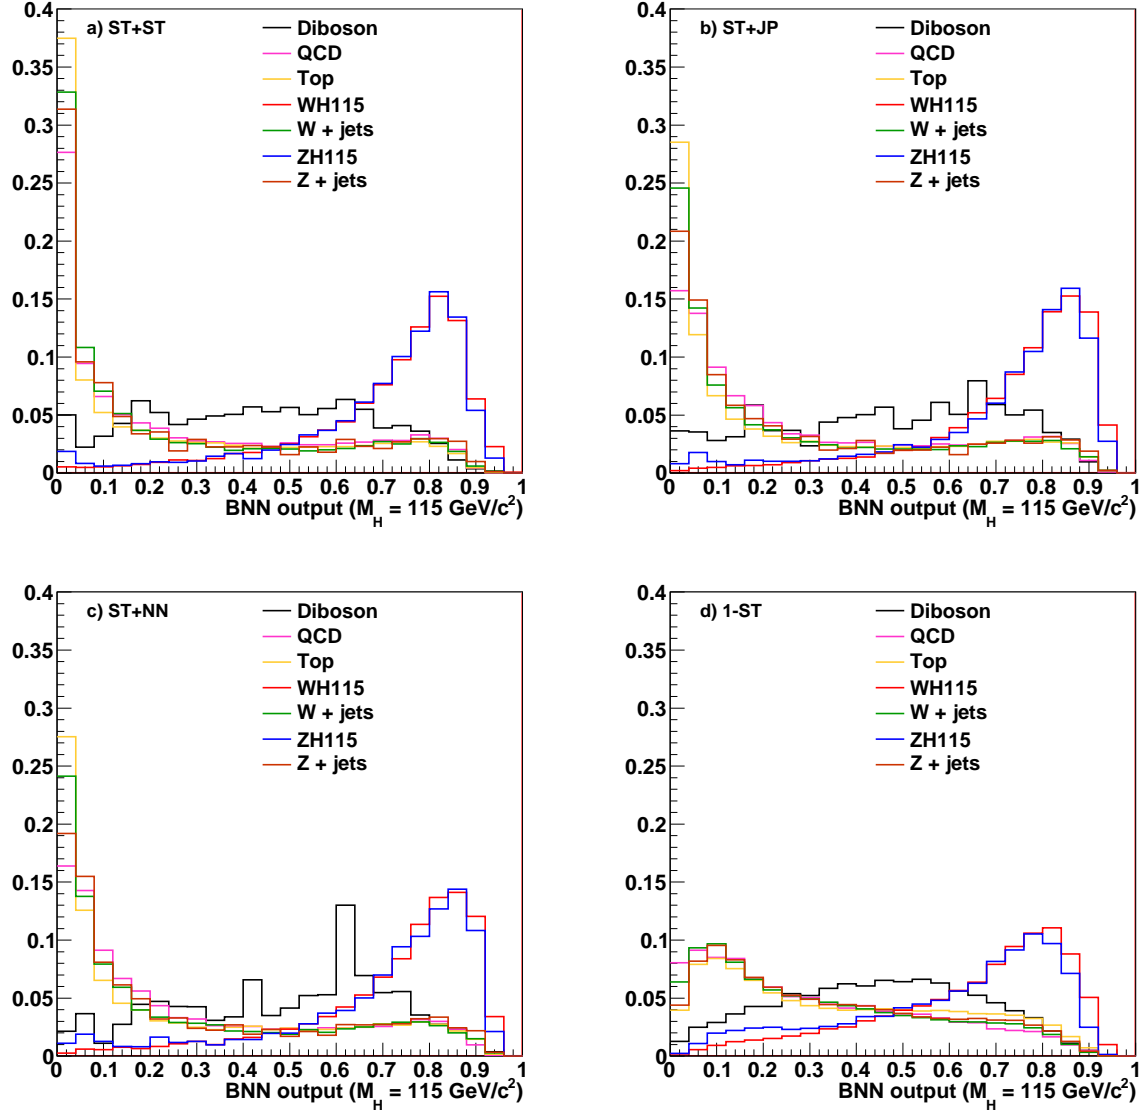 a) ST+ST
Diboson
QCD
Top
WH115
W + jets
ZH115
Z + jets
0.4
0.35
0.3
0.25
0.2
0.15
0.1
0.05
0
0 0.1 0.2 0.3 0.4 0.5 0.6 0.7 0.8 0.9 1
BNN output (M_H = 115 GeV/c²)
b) ST+JP
Diboson
QCD
Top
WH115
W + jets
ZH115
Z + jets
0.4
0.35
0.3
0.25
0.2
0.15
0.1
0.05
0
0 0.1 0.2 0.3 0.4 0.5 0.6 0.7 0.8 0.9 1
BNN output (M_H = 115 GeV/c²)
c) ST+NN
Diboson
QCD
Top
WH115
W + jets
ZH115
Z + jets
0.4
0.35
0.3
0.25
0.2
0.15
0.1
0.05
0
0 0.1 0.2 0.3 0.4 0.5 0.6 0.7 0.8 0.9 1
BNN output (M_H = 115 GeV/c²)
d) 1-ST
Diboson
QCD
Top
WH115
W + jets
ZH115
Z + jets
0.4
0.35
0.3
0.25
0.2
0.15
0.1
0.05
0
0 0.1 0.2 0.3 0.4 0.5 0.6 0.7 0.8 0.9 1
BNN output (M_H = 115 GeV/c²)